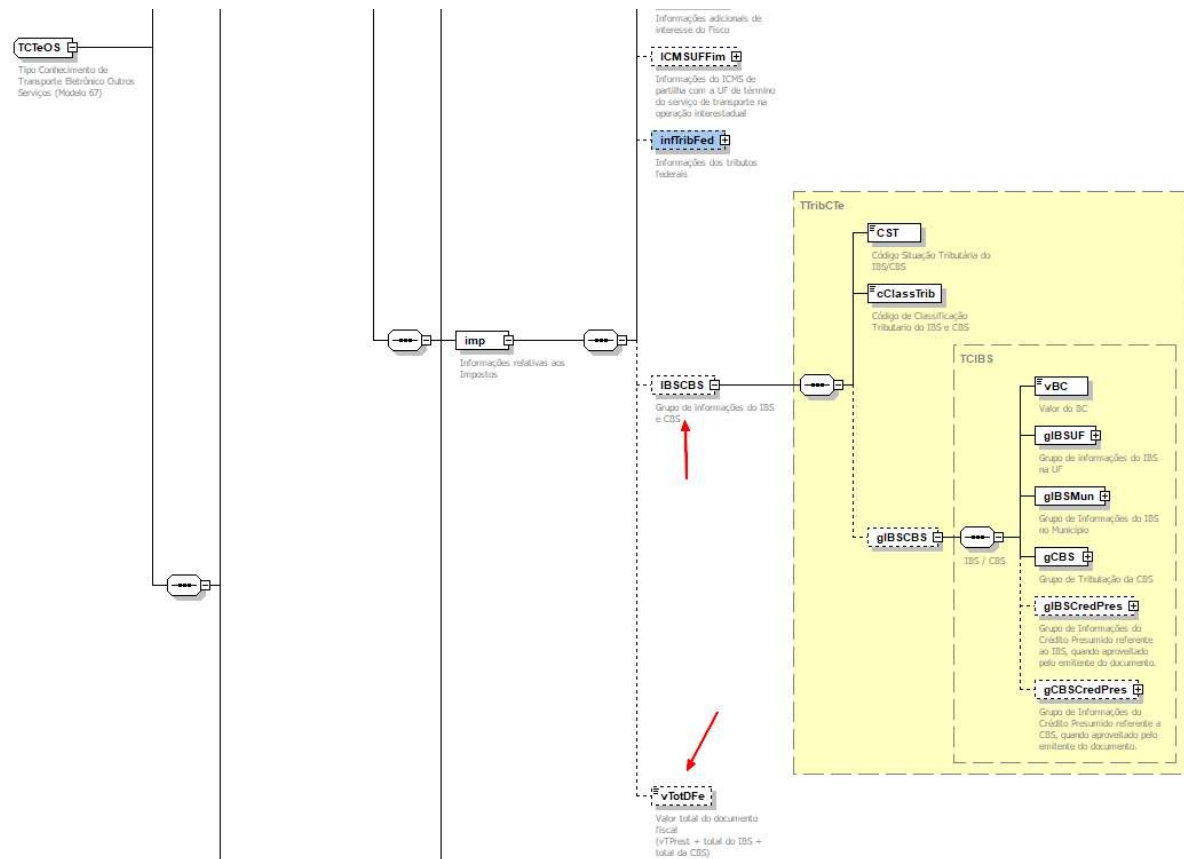 Informações adicionais de
interesse do Fisco
TCTeOS
Tipo Conhecimento de
Transporte Eletrônico Outros
Serviços (Modelo 67)
ICMSUFFim
Informações do ICMS de
partilha com a UF de término
do serviço de transporte na
operação interestadual
infTribFed
Informações dos tributos
federais
TTribCTe
CST
Código Situação Tributária do
IBS/CBS
cClassTrib
Código de Classificação
Tributario do IBS e CBS
imp
Informações relativas aos
Impostos
IBSCBS
Grupo de informações do IBS
e CBS
TCIBS
vBC
Valor do BC
gIBSUF
Grupo de informações do IBS
na UF
gIBSMun
Grupo de Informações do IBS
no Município
gIBSCBS
IBS / CBS
gCBS
Grupo de Tributação da CBS
gIBSCredPres
Grupo de Informações do
Crédito Presumido referente
ao IBS, quando aproveitado
pelo emitente do documento.
gCBSCredPres
Grupo de Informações do
Crédito Presumido referente a
CBS, quando aproveitado pelo
emitente do documento.
vTotDFe
Valor total do documento
fiscal
(vTPrest + total do IBS +
total da CBS)